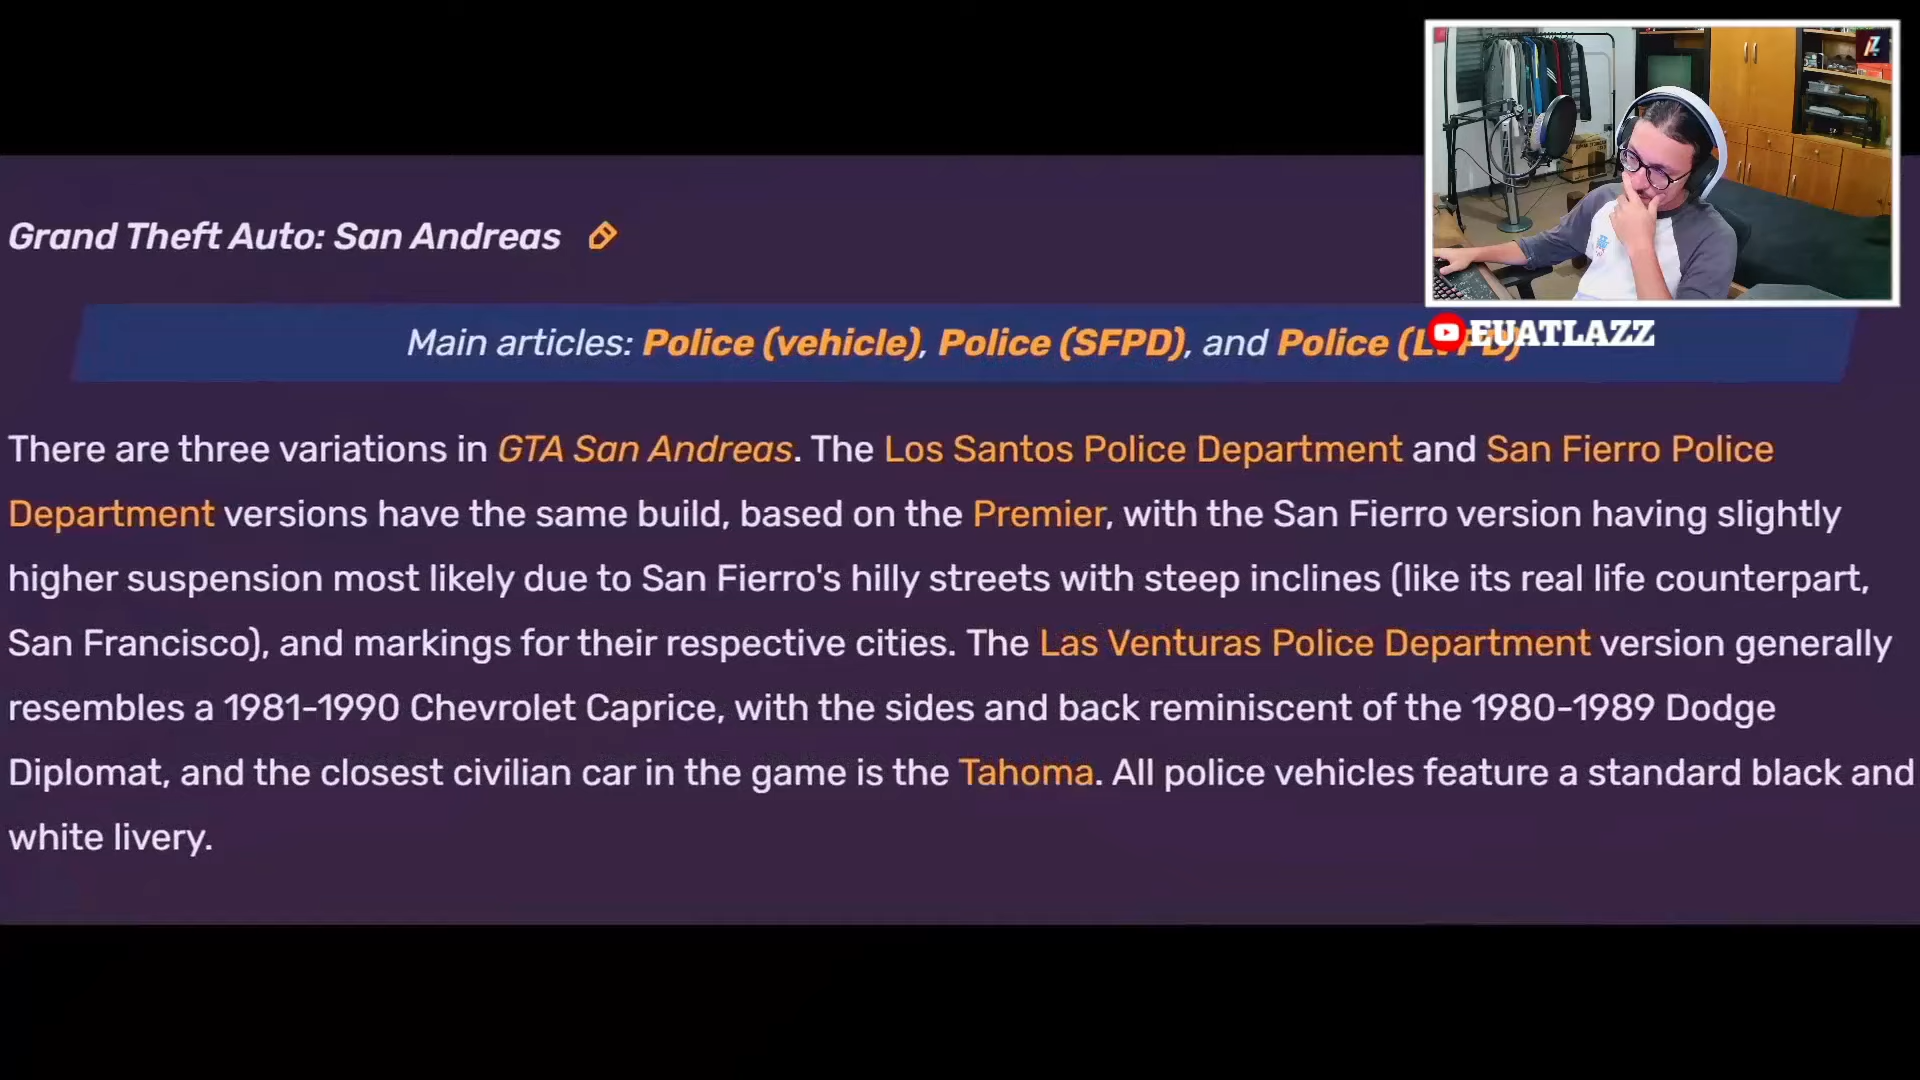 Grand Theft Auto: San Andreas
Main articles: Police (vehicle), Police (SFPD), and Police
EUATLAZZ
There are three variations in GTA San Andreas. The Los Santos Police Department and San Fierro Police
Department versions have the same build, based on the Premier, with the San Fierro version having slightly
higher suspension most likely due to San Fierro's hilly streets with steep inclines (like its real life counterpart,
San Francisco), and markings for their respective cities. The Las Venturas Police Department version generally
resembles a 1981-1990 Chevrolet Caprice, with the sides and back reminiscent of the 1980-1989 Dodge
Diplomat, and the closest civilian car in the game is the Tahoma. All police vehicles feature a standard black and
white livery.